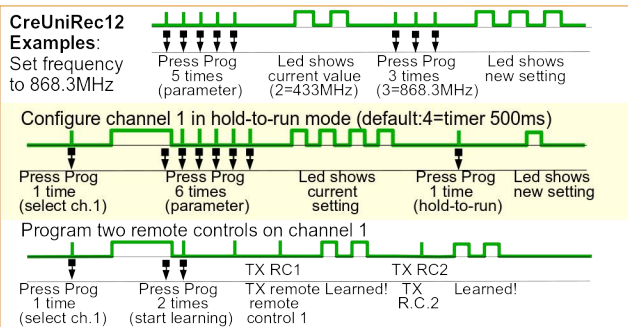 CreUniRec12
Examples:
Set frequency
to 868.3MHz
Press Prog
5 times
(parameter)
Led shows
current value
(2=433MHz)
Press Prog
3 times
(3=868.3MHz)
Led shows
new setting
Configure channel 1 in hold-to-run mode (default:4=timer 500ms)
Press Prog
1 time
(select ch.1)
Press Prog
6 times
(parameter)
Led shows
current
setting
Press Prog
1 time
(hold-to-run)
Led shows
new setting
Program two remote controls on channel 1
Press Prog
1 time
(select ch.1)
Press Prog
2 times
(start learning)
TX RC1
TX remote
remote
control 1
Learned!
TX RC2
TX
R.C.2
Learned!